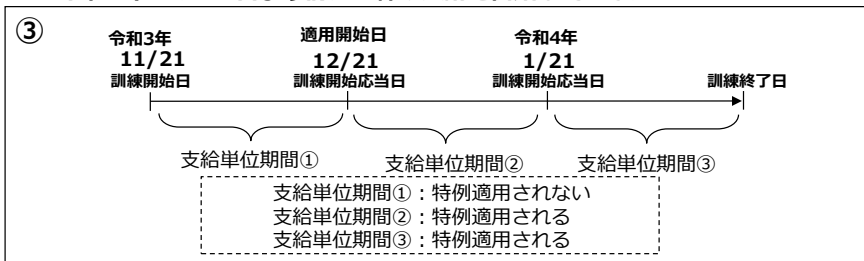 ③
令和3年
11/21
訓練開始日
適用開始日
12/21
訓練開始応当日
令和4年
1/21
訓練開始応当日
訓練終了日
支給単位期間①
支給単位期間②
支給単位期間③
支給単位期間①：特例適用されない
支給単位期間②：特例適用される
支給単位期間③：特例適用される